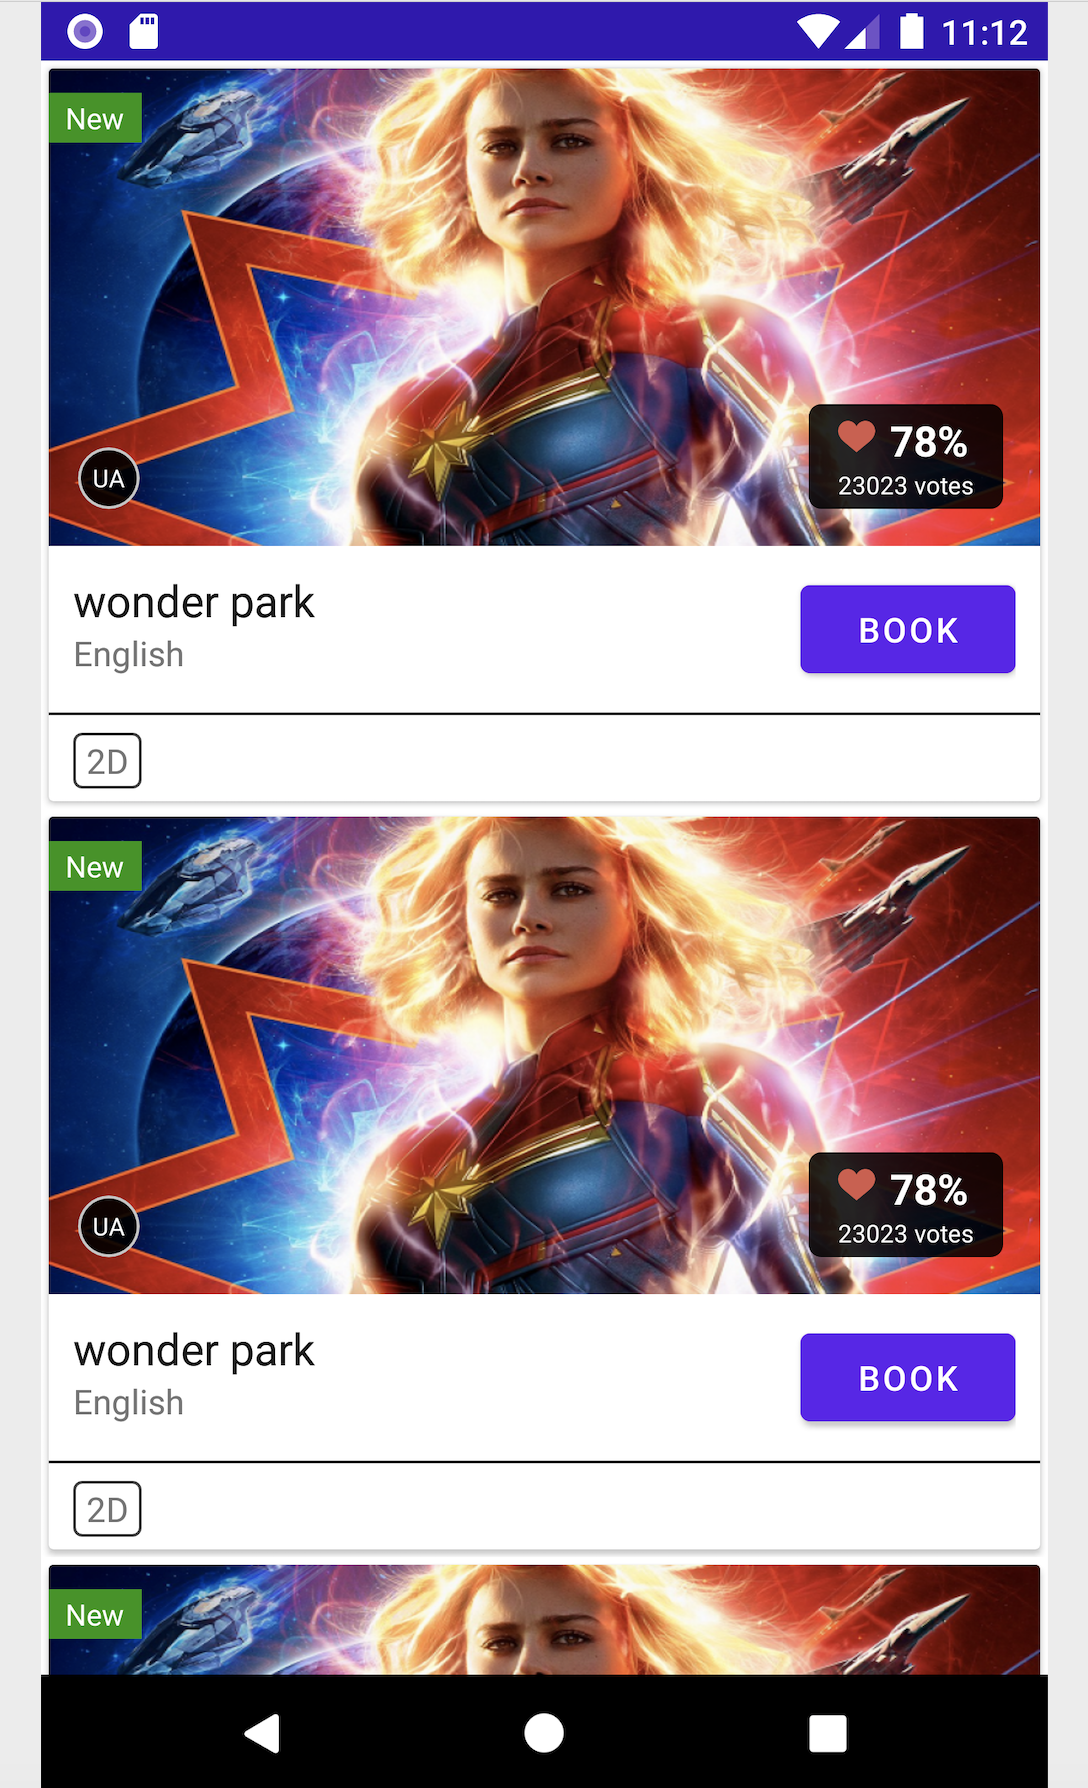 11:12
New
UA
78%
23023 votes
wonder park
English
BOOK
2D
New
UA
78%
23023 votes
wonder park
English
BOOK
2D
New